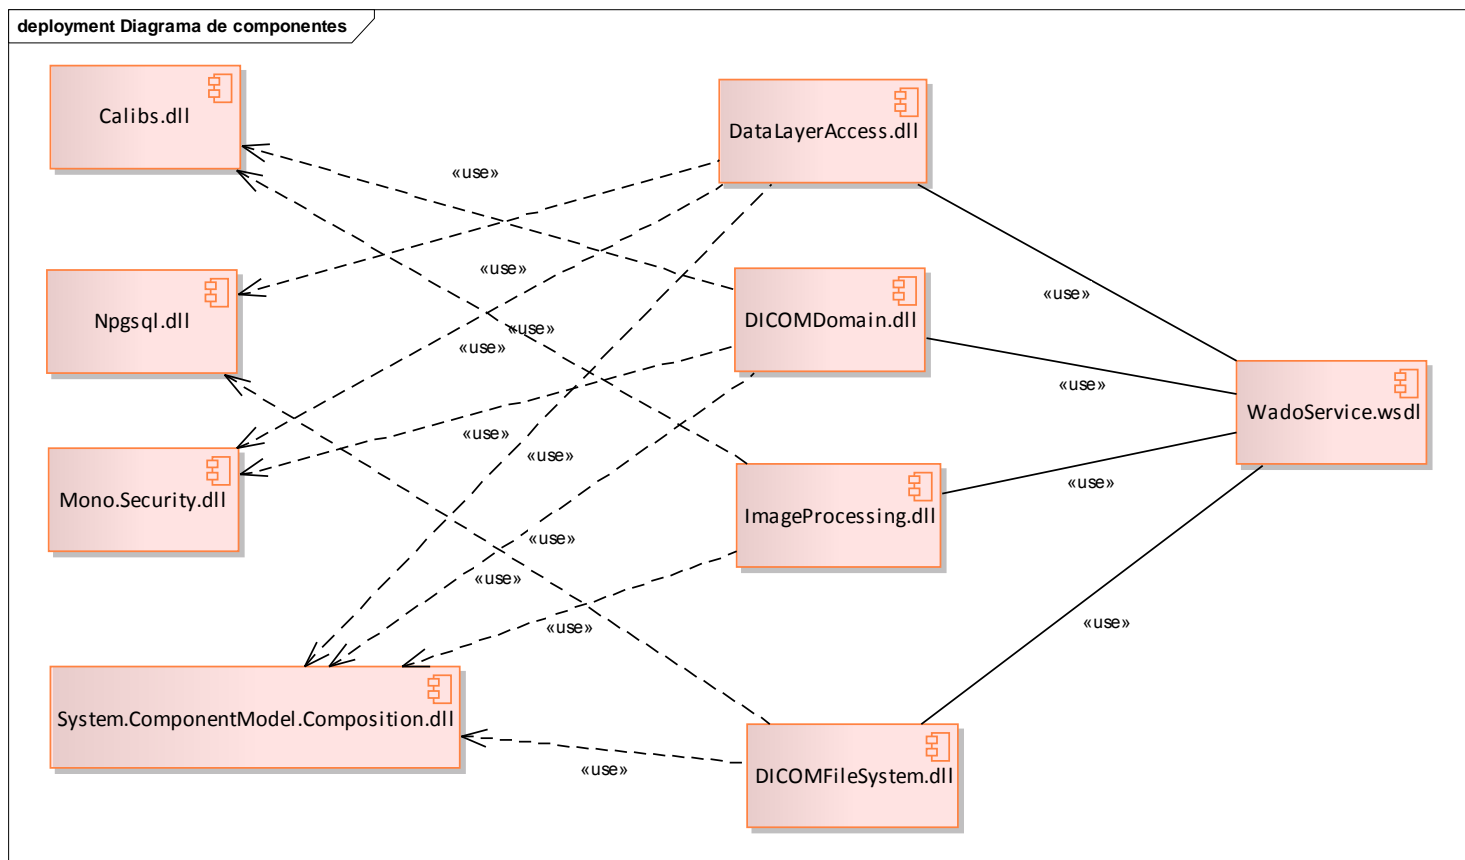 deployment Diagrama de componentes
Calibs.dll
DataLayerAccess.dll
«use»
«use»
DICOMDomain.dll
«use»
Npgsql.dll
«use»
«use»
«use»
WadoService.wsdl
«use»
«use»
«use»
Mono.Security.dll
ImageProcessing.dll
«use»
«use»
«use»
«use»
System.ComponentModel.Composition.dll
«use»
DICOMFileSystem.dll